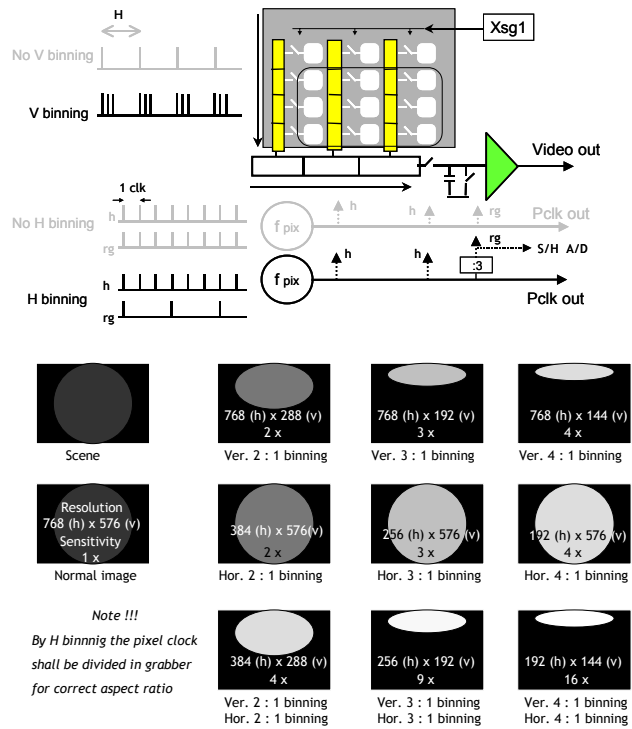 H
Xsg1
No V binning
V binning
Video out
1 clk
No H binning
h
rg
f pix
h
h
rg
Pclk out
h
h
rg
S/H A/D
:3
H binning
h
rg
f pix
Pclk out
768 (h) x 288 (v)
2 x
768 (h) x 192 (v)
3 x
768 (h) x 144 (v)
4 x
Scene
Ver. 2 : 1 binning
Ver. 3 : 1 binning
Ver. 4 : 1 binning
Resolution
768 (h) x 576 (v)
Sensitivity
1 x
384 (h) x 576(v)
2 x
256 (h) x 576 (v)
3 x
192 (h) x 576 (v)
4 x
Normal image
Hor. 2 : 1 binning
Hor. 3 : 1 binning
Hor. 4 : 1 binning
Note !!!
By H binnnig the pixel clock
shall be divided in grabber
for correct aspect ratio
384 (h) x 288 (v)
4 x
256 (h) x 192 (v)
9 x
192 (h) x 144 (v)
16 x
Ver. 2 : 1 binning
Hor. 2 : 1 binning
Ver. 3 : 1 binning
Hor. 3 : 1 binning
Ver. 4 : 1 binning
Hor. 4 : 1 binning